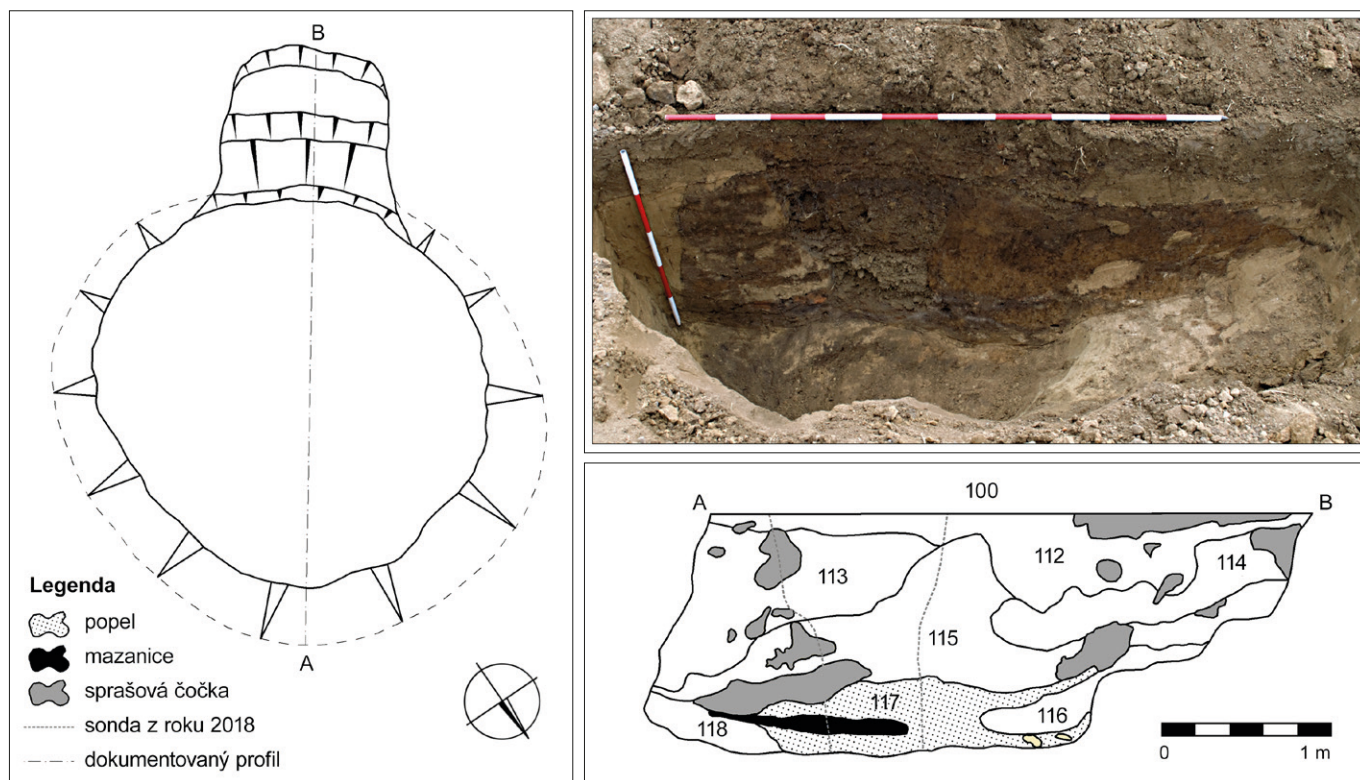 B
A
Legenda
popel
mazanice
sprašová čočka
sonda z roku 2018
dokumentovaný profil
A
100
B
112
114
113
115
117
116
118
0
1 m